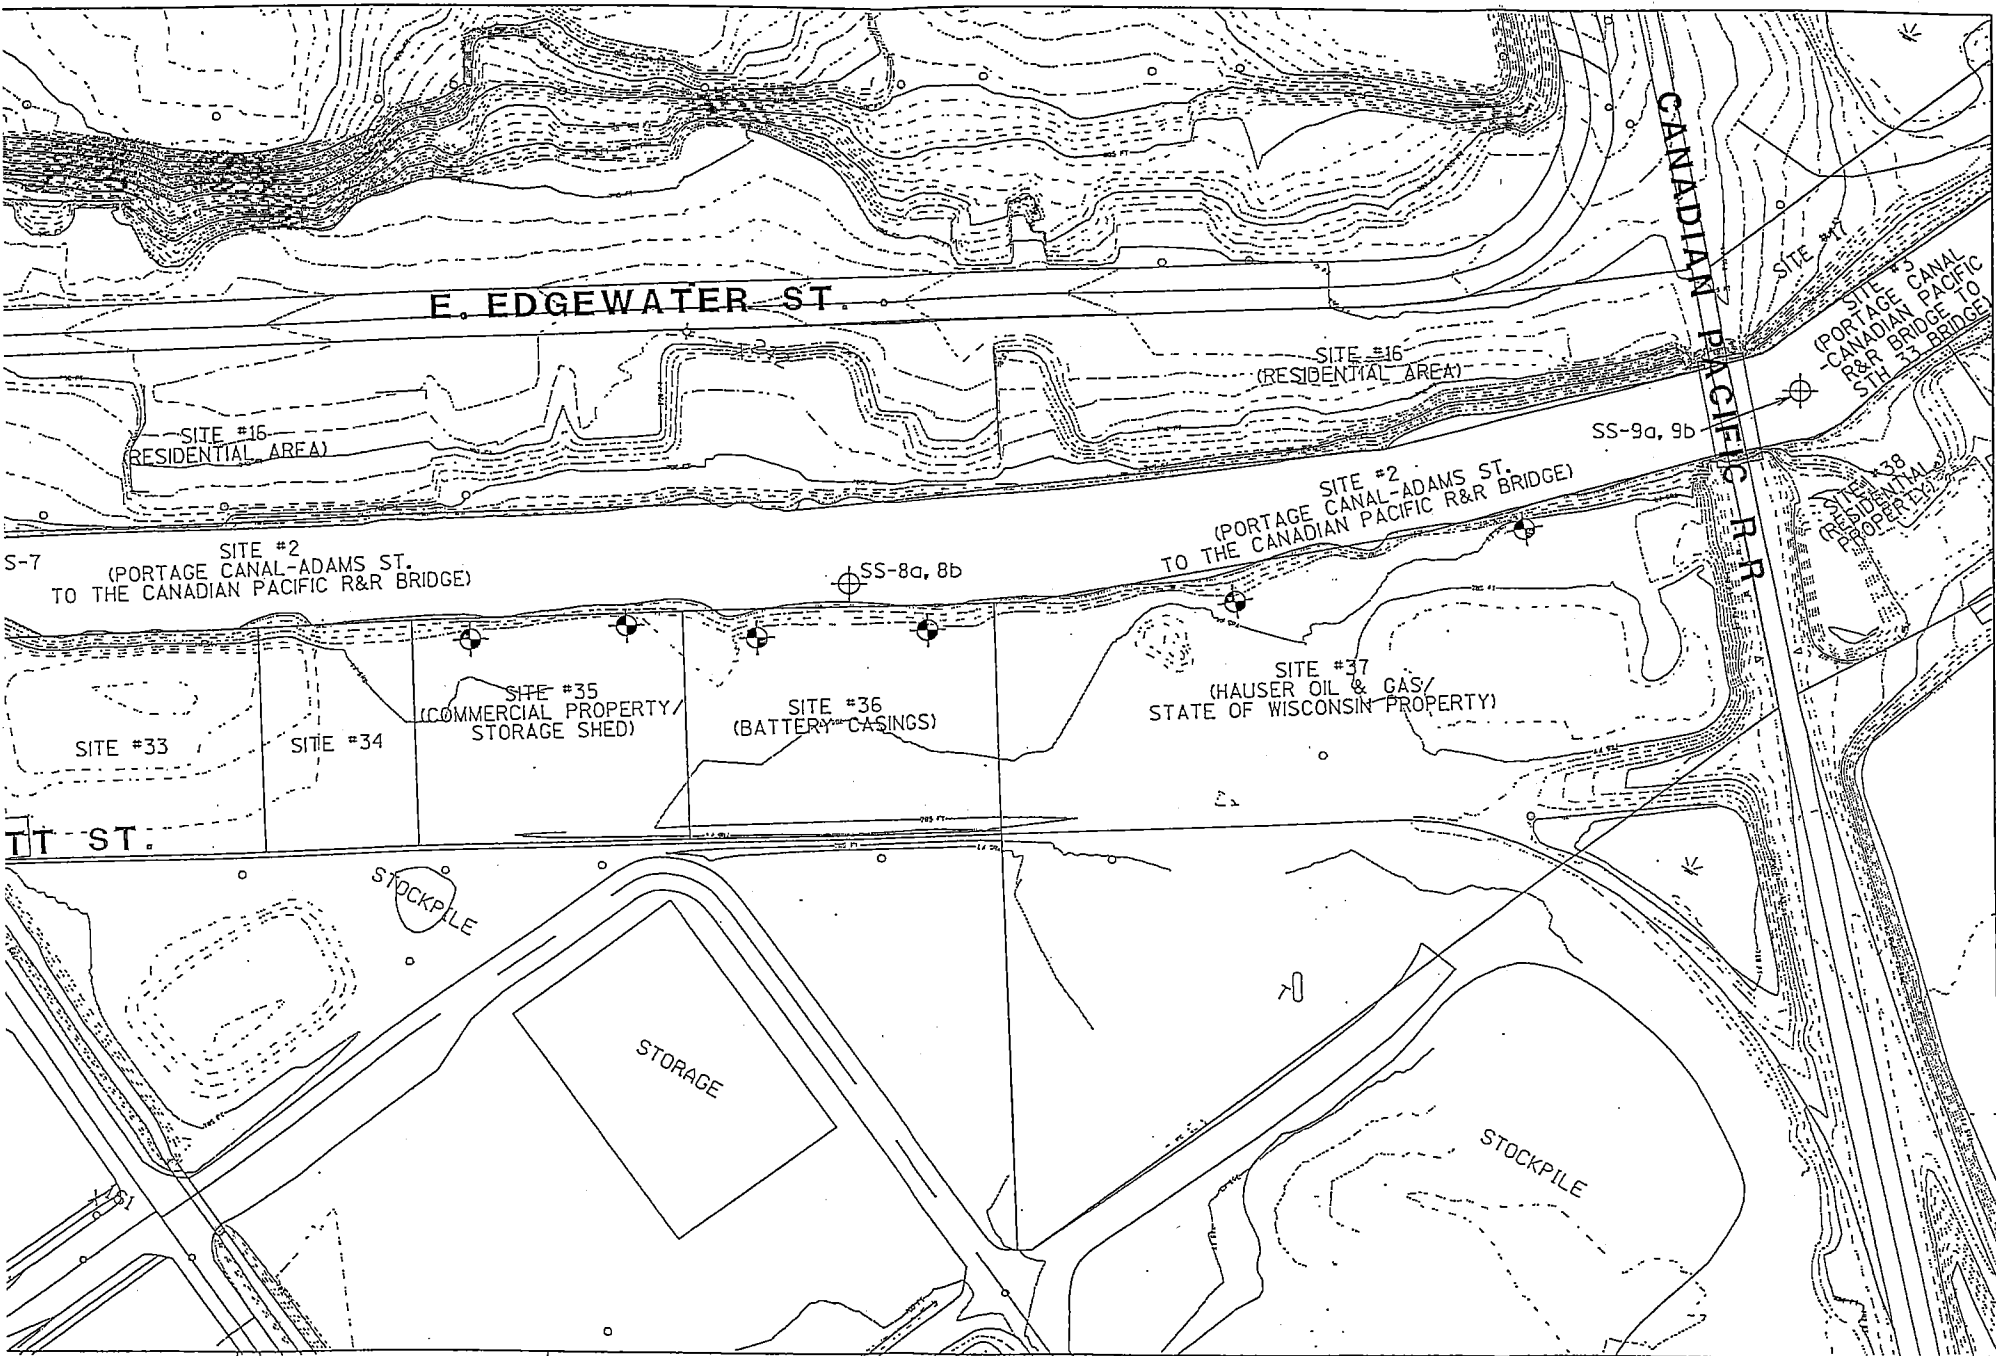 CANADIAN PACIFIC R.R.
E. EDGEWATER ST.
SITE #17
SITE #3
(PORTAGE CANAL
-CANADIAN PACIFIC
R&R BRIDGE TO
STH 33 BRIDGE)
SITE #16
(RESIDENTIAL AREA)
SITE #16
(RESIDENTIAL AREA)
SS-9a, 9b
SITE #38
(RESIDENTIAL
PROPERTY)
SITE #2
(PORTAGE CANAL-ADAMS ST.
TO THE CANADIAN PACIFIC R&R BRIDGE)
S-7
SITE #2
(PORTAGE CANAL-ADAMS ST.
TO THE CANADIAN PACIFIC R&R BRIDGE)
SS-8a, 8b
SITE #33
SITE #34
SITE #35
(COMMERCIAL PROPERTY/
STORAGE SHED)
SITE #36
(BATTERY CASINGS)
SITE #37
(HAUSER OIL & GAS/
STATE OF WISCONSIN PROPERTY)
785 FT
TT ST.
STOCKPILE
STORAGE
STOCKPILE